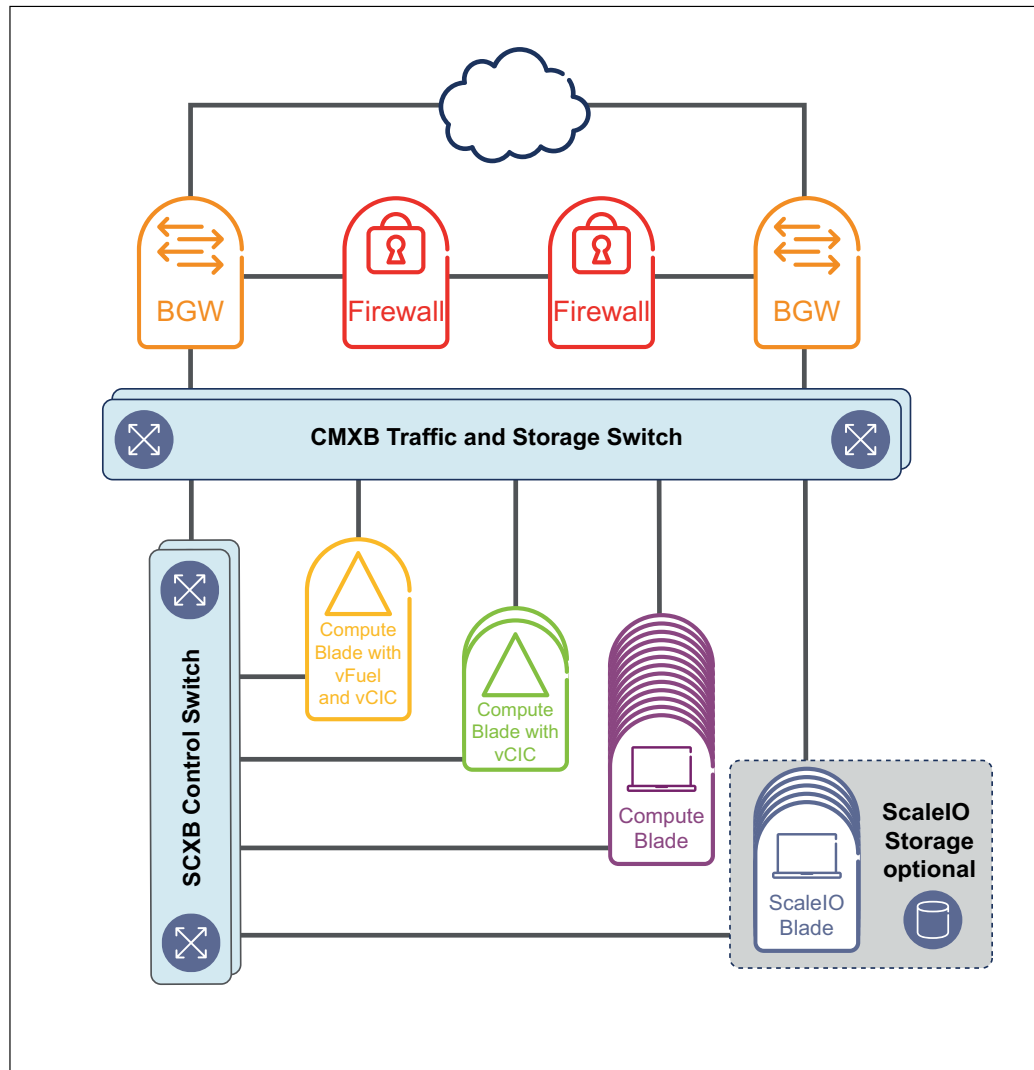 BGW
Firewall
Firewall
BGW
CMXB Traffic and Storage Switch
SCXB Control Switch
Compute
Blade with
vFuel
and vCIC
Compute
Blade with
vCIC
Compute
Blade
ScaleIO
Blade
ScaleIO
Storage
optional